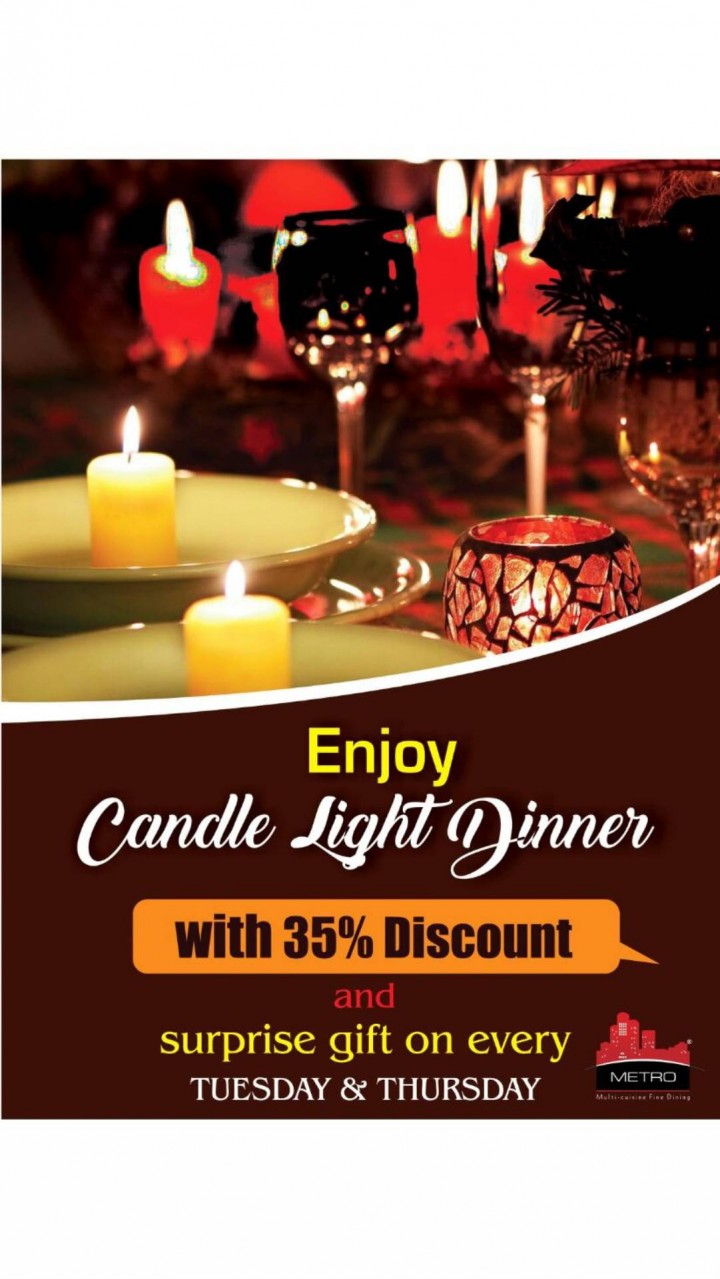 Enjoy
Candle Light Dinner
with 35% Discount
and
surprise gift on every
TUESDAY & THURSDAY
METRO
Multi-cuisine Fine Dining